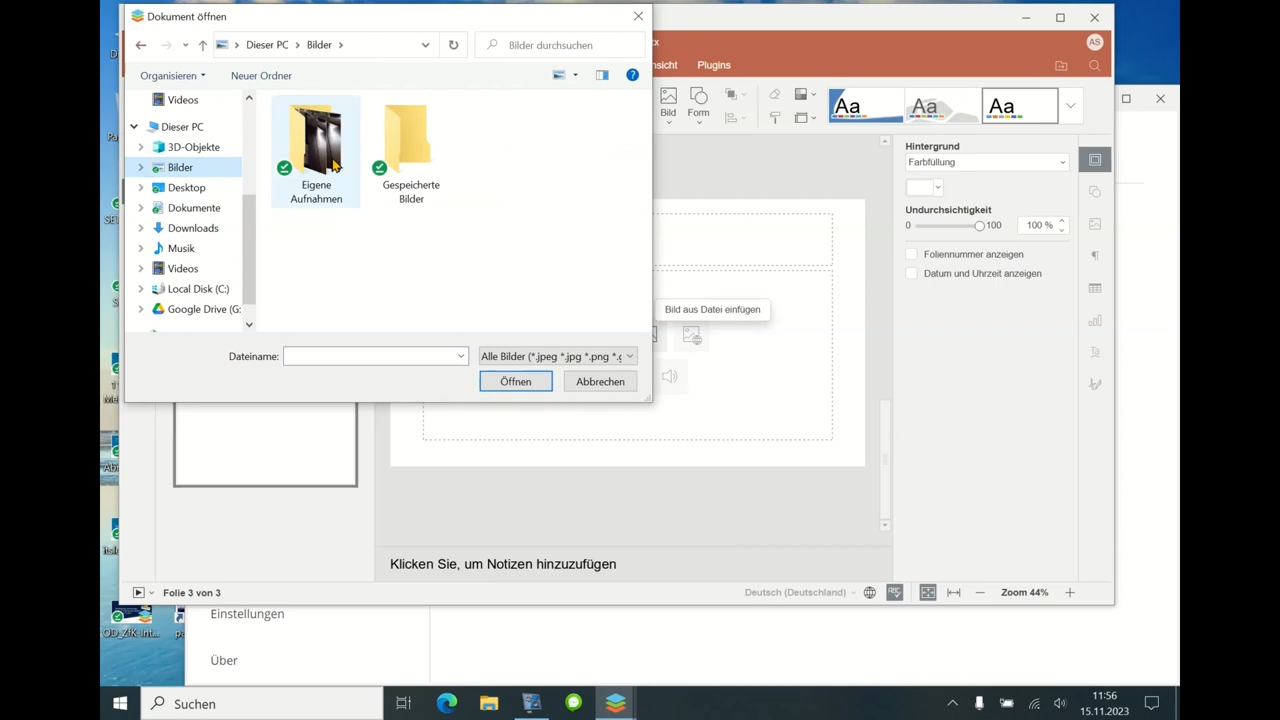 Dokument öffnen
Dieser PC
Bilder
Bilder durchsuchen
AS
Organisieren
Neuer Ordner
nsicht
Plugins
Videos
Dieser PC
3D-Objekte
Bilder
Desktop
Dokumente
Downloads
Musik
Videos
Local Disk (C:)
Google Drive (G:
Eigene
Aufnahmen
Gespeicherte
Bilder
Bild
Form
Aa
Aa
Aa
Hintergrund
Farbfüllung
Undurchsichtigkeit
0
100
100 %
Foliennummer anzeigen
Datum und Uhrzeit anzeigen
Bild aus Datei einfügen
Dateiname:
Alle Bilder (*.jpeg *.jpg *.png *.g
Öffnen
Abbrechen
Klicken Sie, um Notizen hinzuzufügen
Folie 3 von 3
Deutsch (Deutschland)
Zoom 44%
Einstellungen
Über
Suchen
11:56
15.11.2023